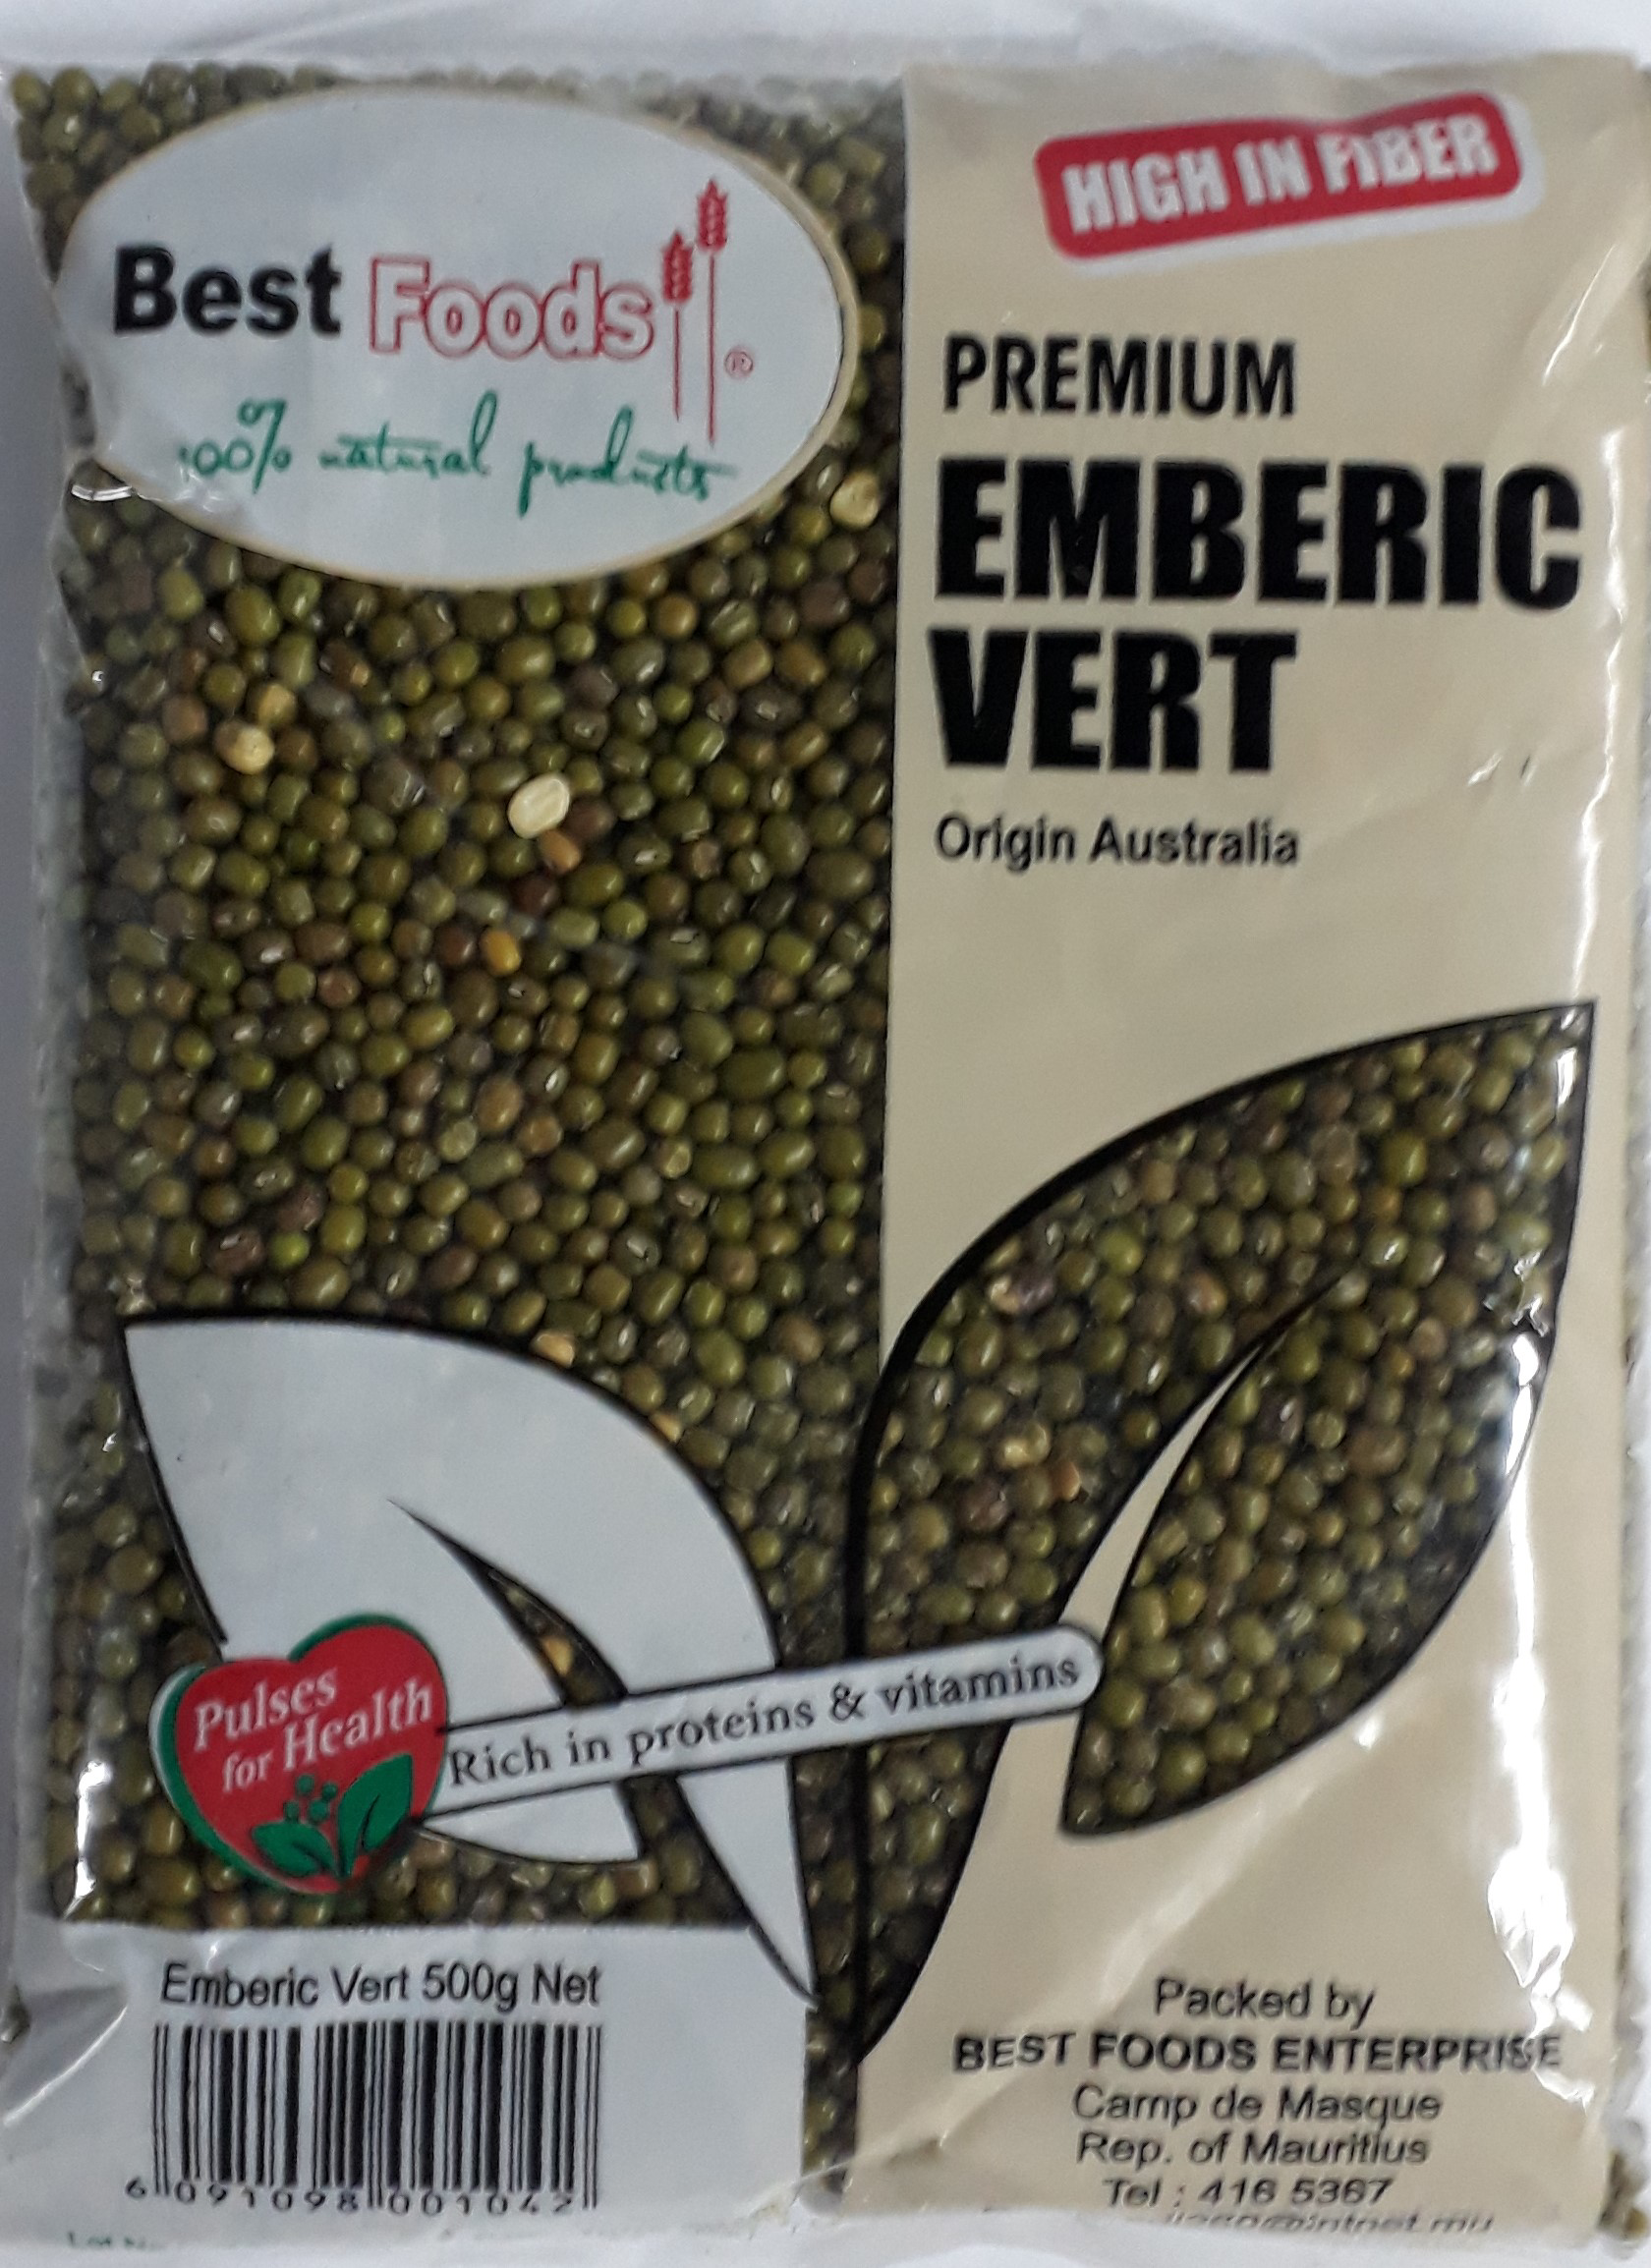 Best Foods®
100% natural products
HIGH IN FIBER
PREMIUM
EMBERIC
VERT
Origin Australia
Pulses
for Health
Rich in proteins & vitamins
Emberic Vert 500g Net
6 091098 001042
Packed by
BEST FOODS ENTERPRISE
Camp de Masque
Rep. of Mauritius
Tel : 416 5367